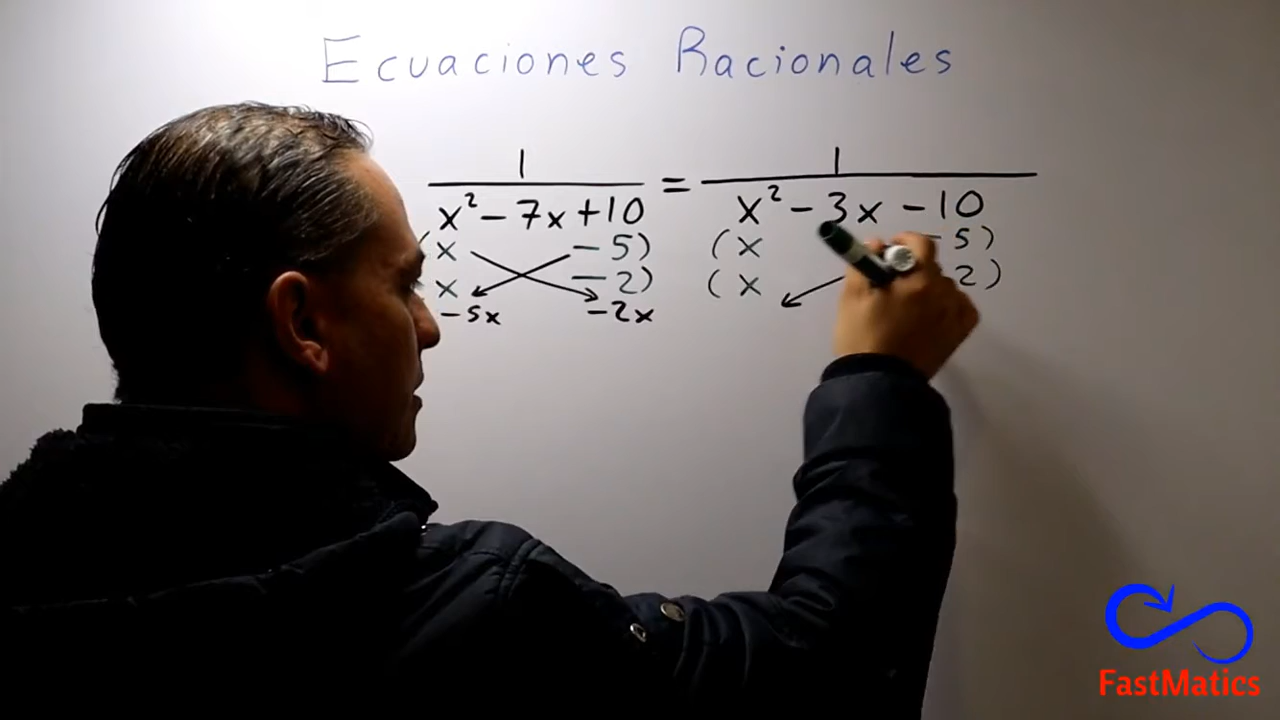 Ecuaciones Racionales
1 1
x² - 7x + 10 = x² - 3x - 10
(x - 5) (x - 5)
x - 2) (x 2)
-5x -2x
FastMatics